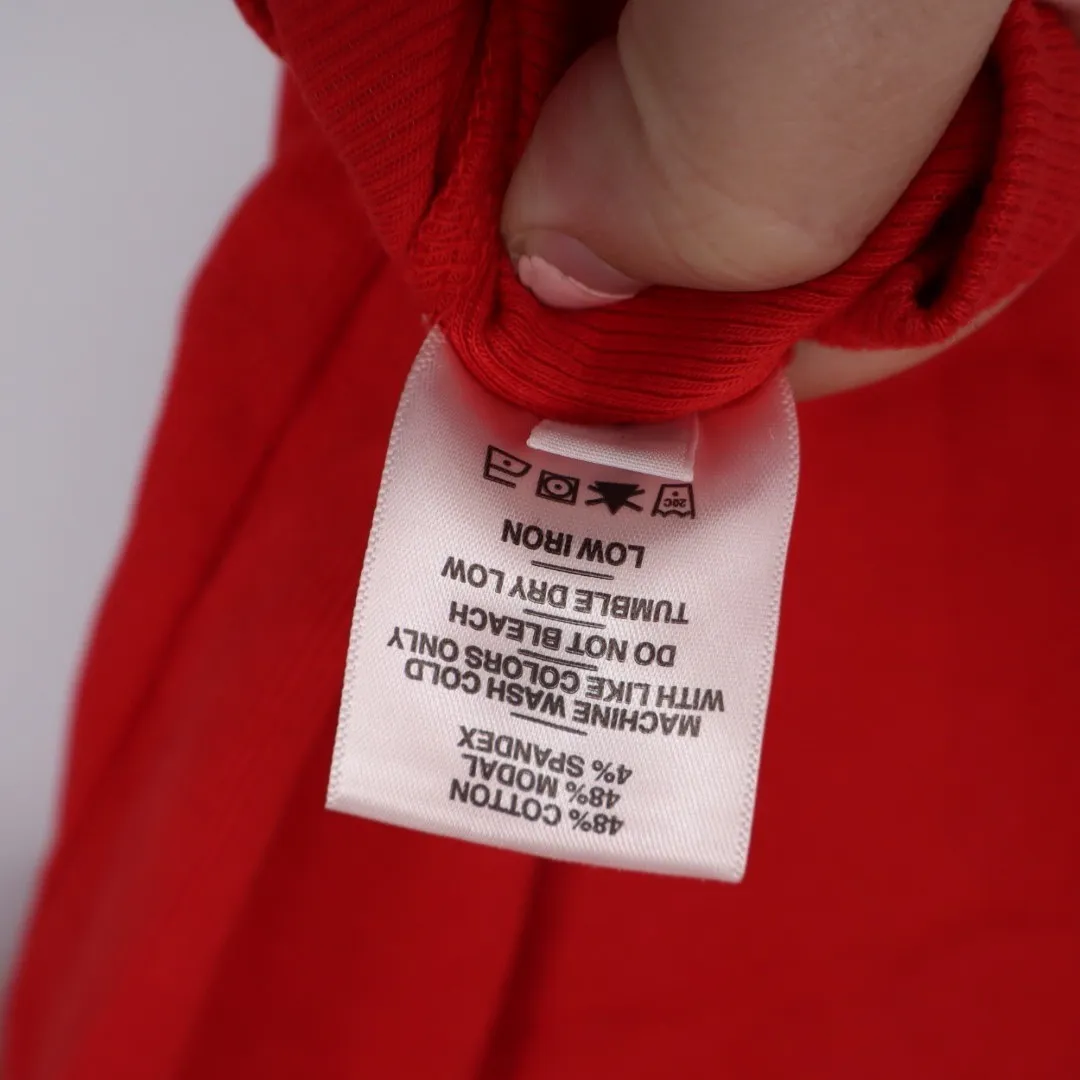 48% COTTON
48% MODAL
4% SPANDEX
MACHINE WASH COLD
WITH LIKE COLORS ONLY
DO NOT BLEACH
TUMBLE DRY LOW
LOW IRON
20C